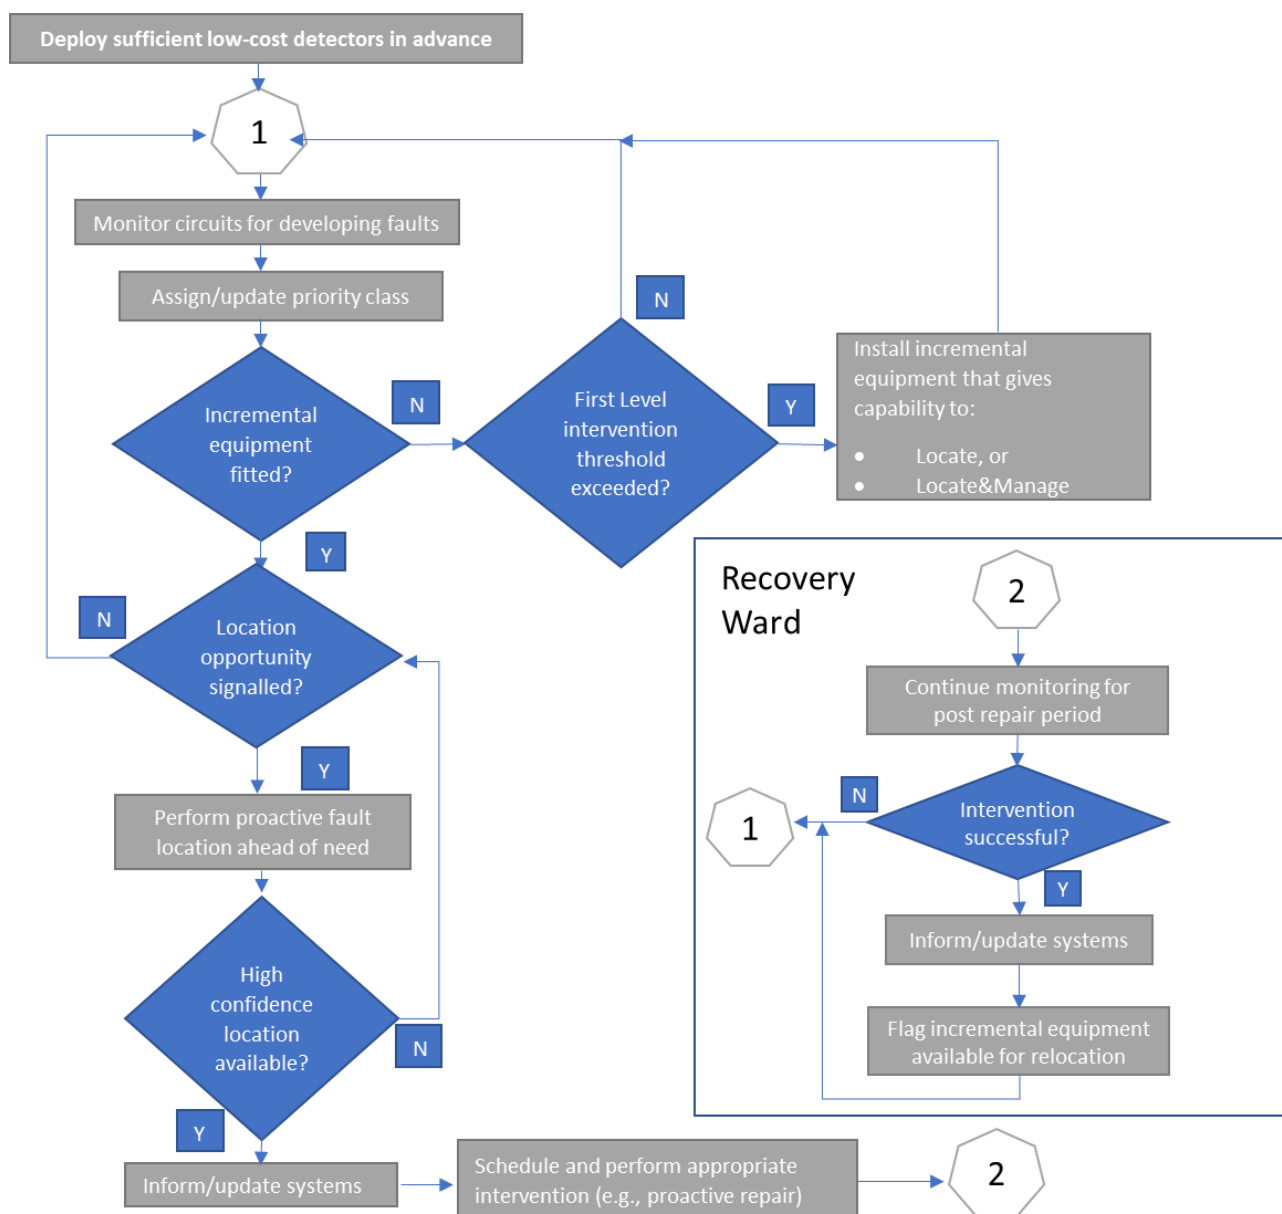 Deploy sufficient low-cost detectors in advance
1
Monitor circuits for developing faults
Assign/update priority class
Incremental
equipment
fitted?
N
First Level
intervention
threshold
exceeded?
N
Y
Install incremental
equipment that gives
capability to:
• Locate, or
• Locate&Manage
Y
Location
opportunity
signalled?
N
Y
Perform proactive fault
location ahead of need
High
confidence
location
available?
N
Y
Inform/update systems
Schedule and perform appropriate
intervention (e.g., proactive repair)
2
Recovery
Ward
2
Continue monitoring for
post repair period
Intervention
successful?
N
1
Y
Inform/update systems
Flag incremental equipment
available for relocation